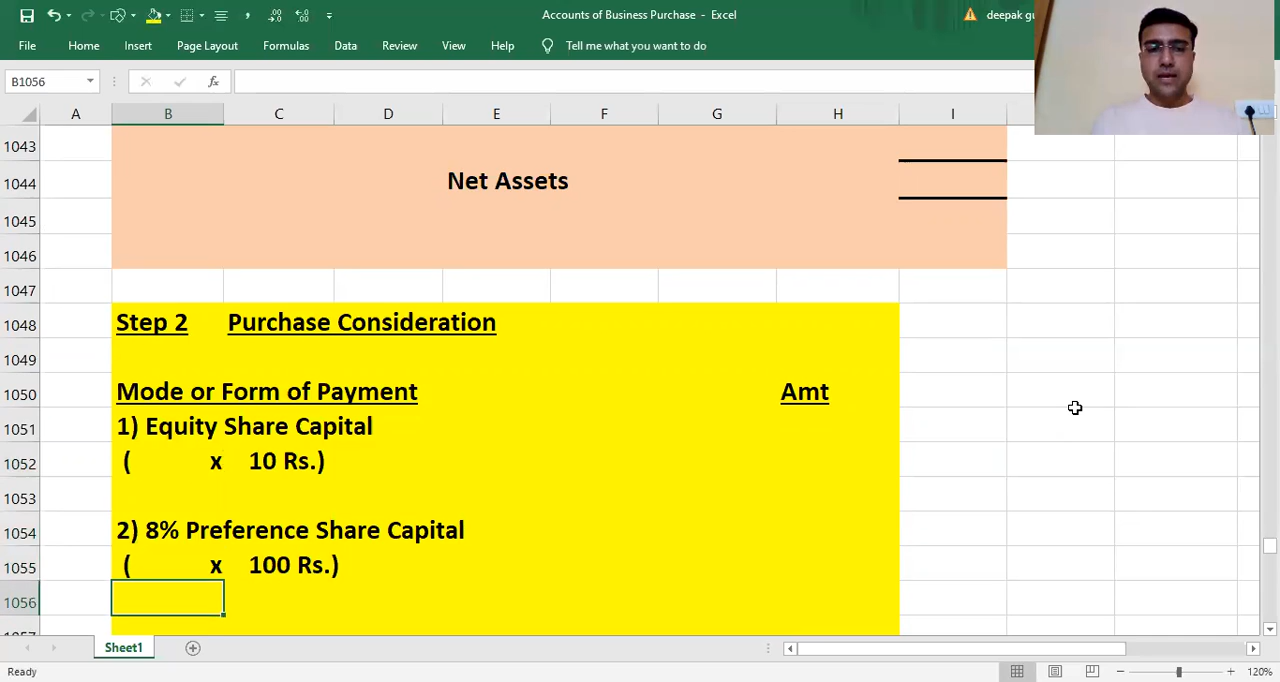 Accounts of Business Purchase - Excel
deepak gu
File Home Insert Page Layout Formulas Data Review View Help Tell me what you want to do
B1056
fx
A B C D E F G H I
1043
1044 Net Assets
1045
1046
1047
1048 Step 2 Purchase Consideration
1049
1050 Mode or Form of Payment Amt
1051 1) Equity Share Capital
1052 ( x 10 Rs.)
1053
1054 2) 8% Preference Share Capital
1055 ( x 100 Rs.)
1056
Sheet1
Ready
120%